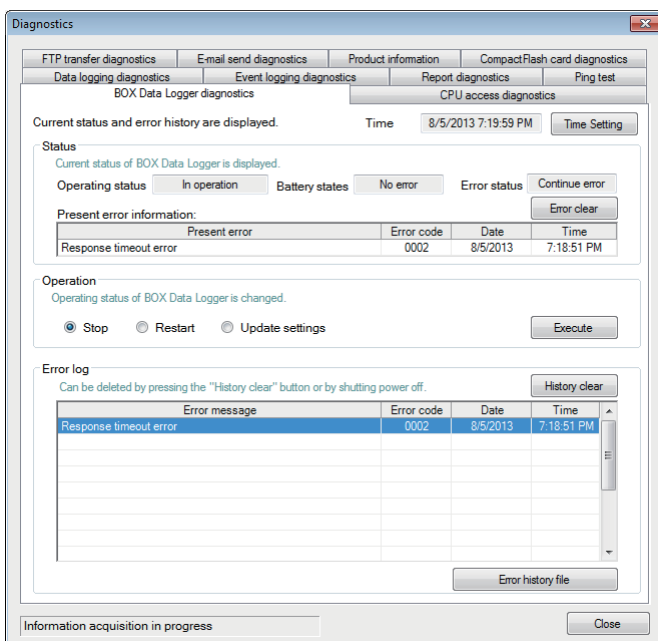 Diagnostics
FTP transfer diagnostics E-mail send diagnostics Product information CompactFlash card diagnostics
Data logging diagnostics Event logging diagnostics Report diagnostics Ping test
BOX Data Logger diagnostics CPU access diagnostics
Current status and error history are displayed. Time 8/5/2013 7:19:59 PM Time Setting
Status
Current status of BOX Data Logger is displayed.
Operating status In operation Battery states No error Error status Continue error
Present error information: Error clear
Present error Error code Date Time
Response timeout error 0002 8/5/2013 7:18:51 PM
Operation
Operating status of BOX Data Logger is changed.
Stop Restart Update settings Execute
Error log
Can be deleted by pressing the "History clear" button or by shutting power off. History clear
Error message Error code Date Time
Response timeout error 0002 8/5/2013 7:18:51 PM
Error history file
Information acquisition in progress Close